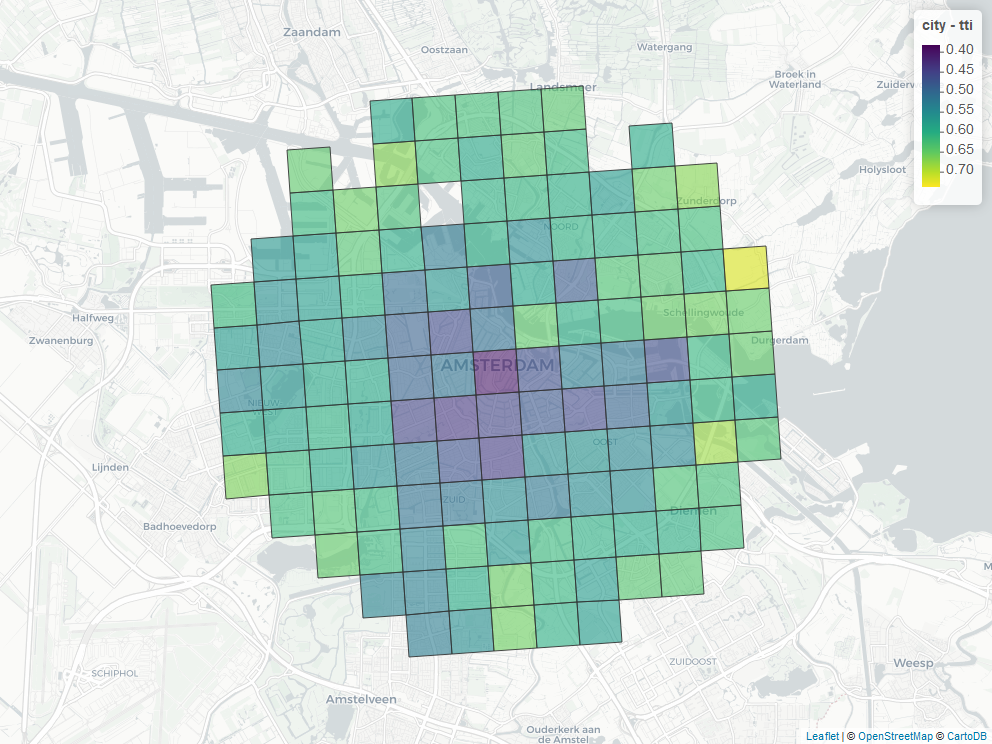 city - tti
0.40
0.45
0.50
0.55
0.60
0.65
0.70
Zaandam
Oostzaan
Watergang
Broek in
Waterland
Zuiderw
Landsmeer
Holysloot
Zunderdorp
NOORD
Halfweg
Zwanenburg
Schellingwoude
Durgerdam
AMSTERDAM
NIEUW-
WEST
OOST
Lijnden
ZUID
Diemen
Badhoevedorp
M
SCHIPHOL
ZUIDOOST
Weesp
Amstelveen
Ouderkerk aan
de Amstel
Leaflet | © OpenStreetMap © CartoDB